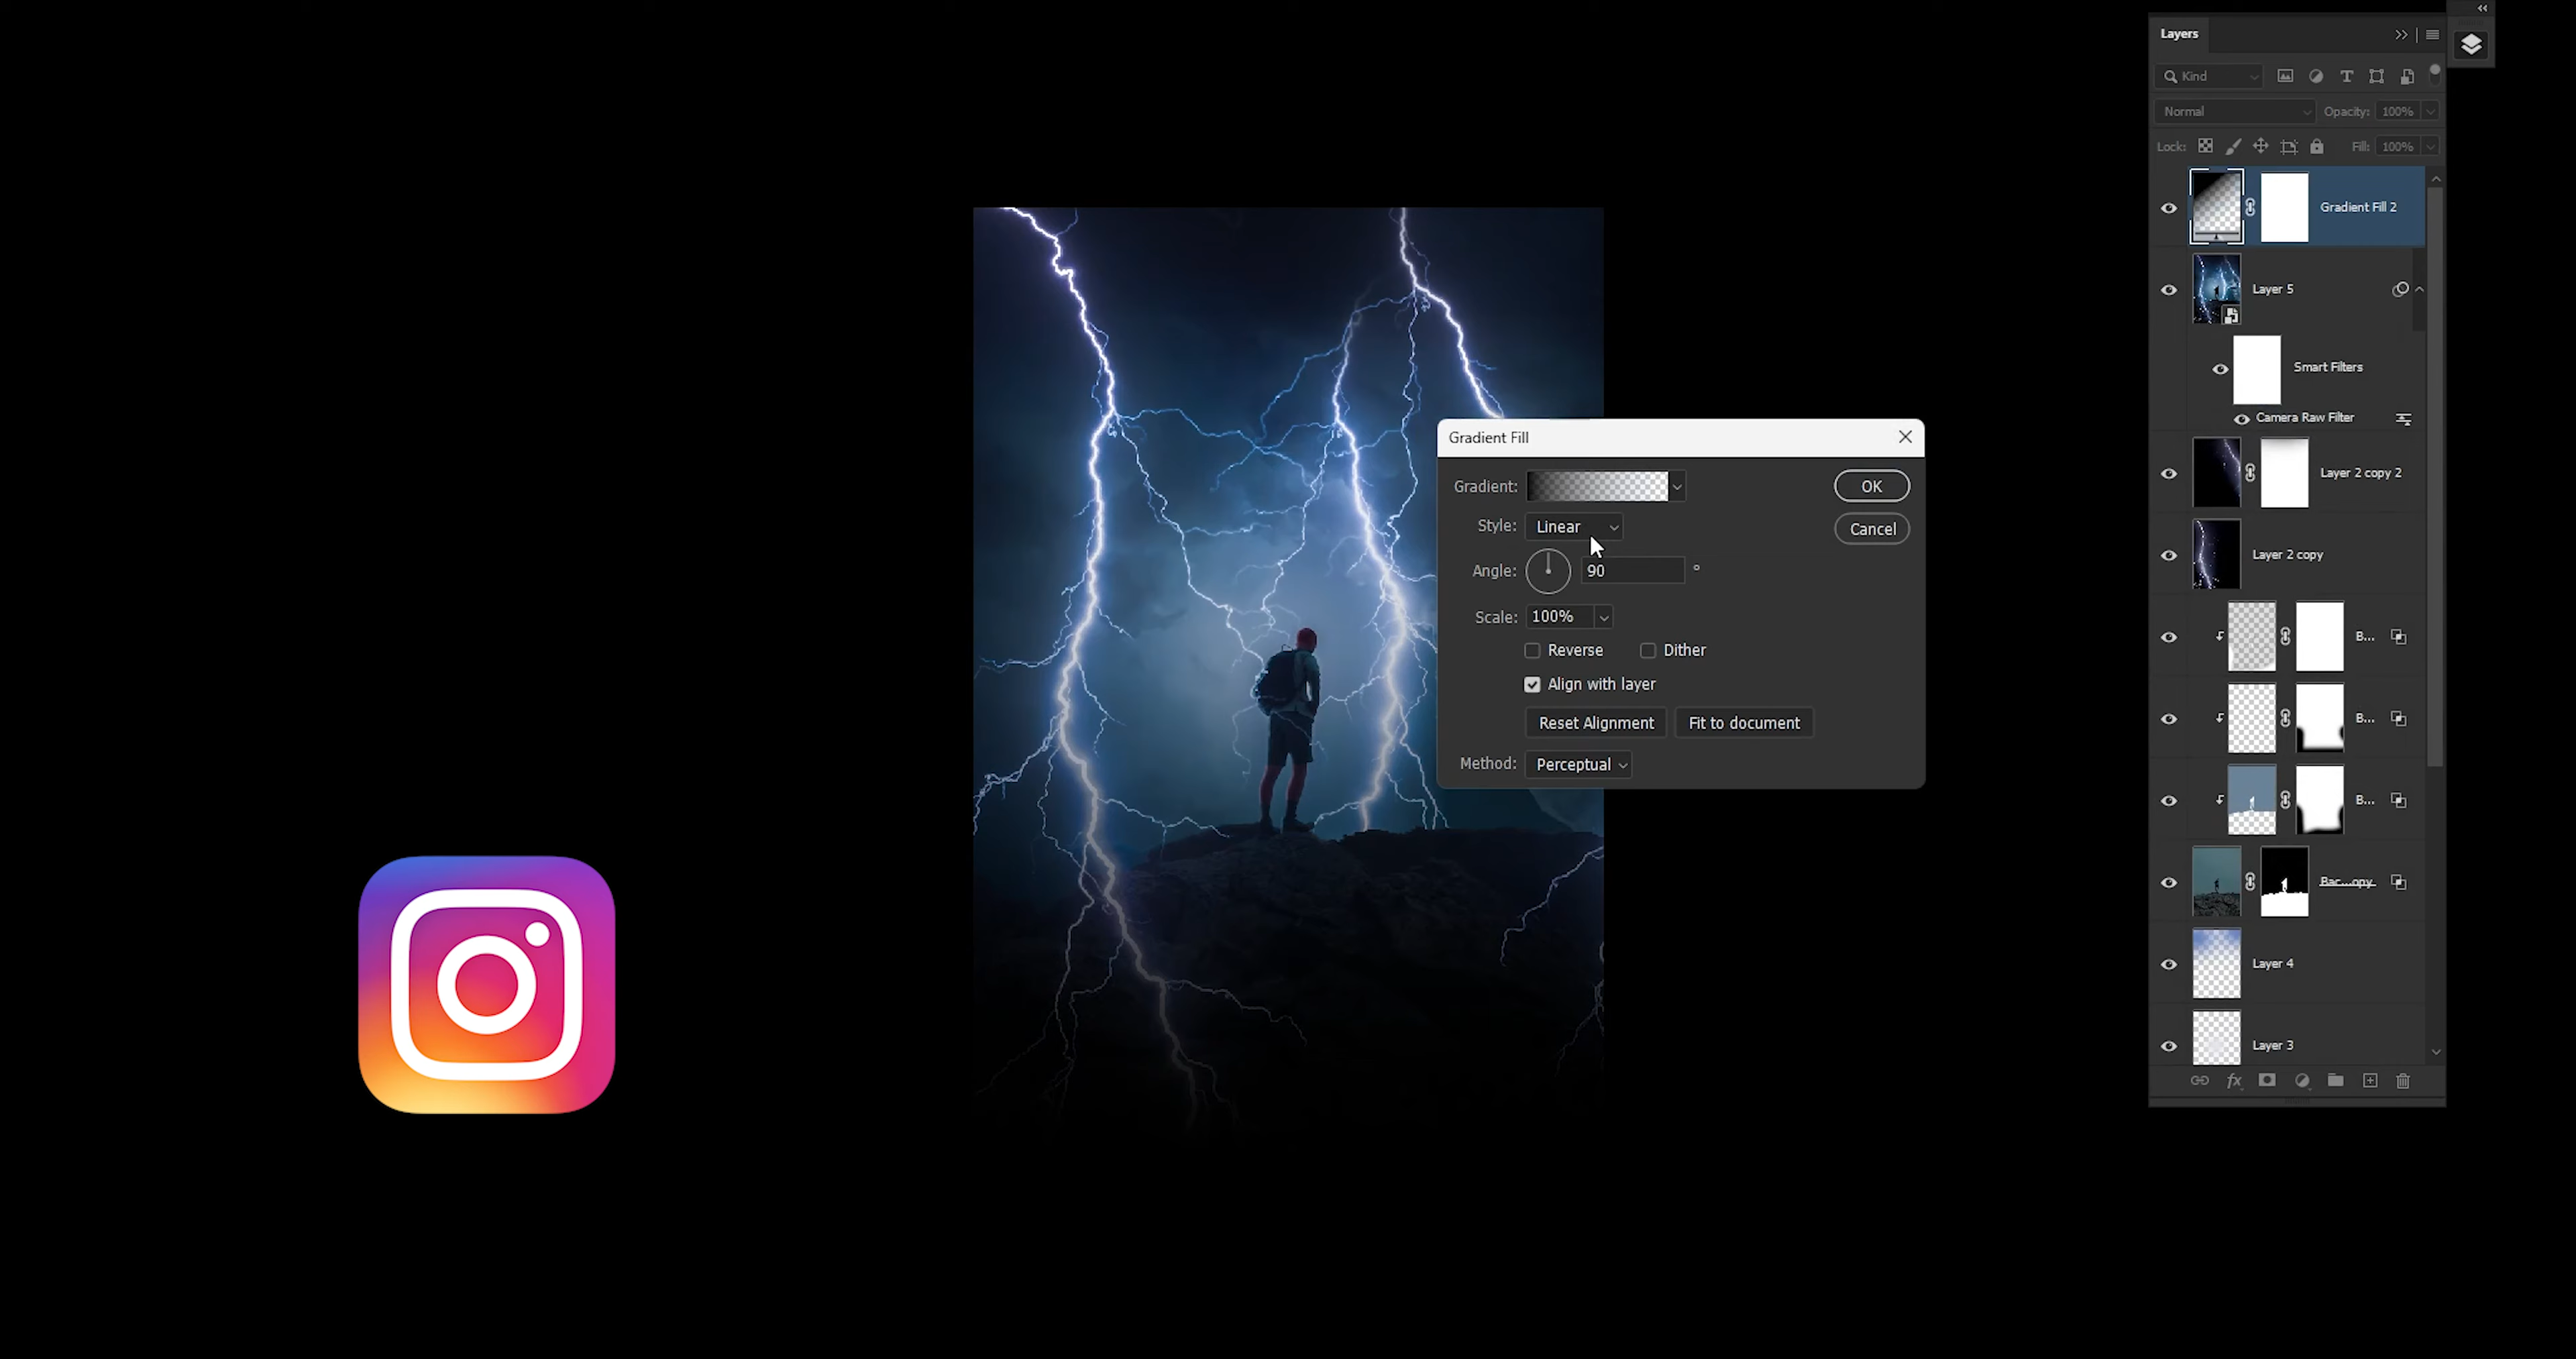 Layers
Kind
Normal
Opacity: 100%
Lock:
Fill: 100%
Gradient Fill 2
Layer 5
Smart Filters
Camera Raw Filter
Layer 2 copy 2
Layer 2 copy
B...
B...
B...
Bac...opy
Layer 4
Layer 3
fx
Gradient Fill
Gradient:
OK
Style: Linear
Cancel
Angle: 90 °
Scale: 100%
Reverse Dither
Align with layer
Reset Alignment Fit to document
Method: Perceptual